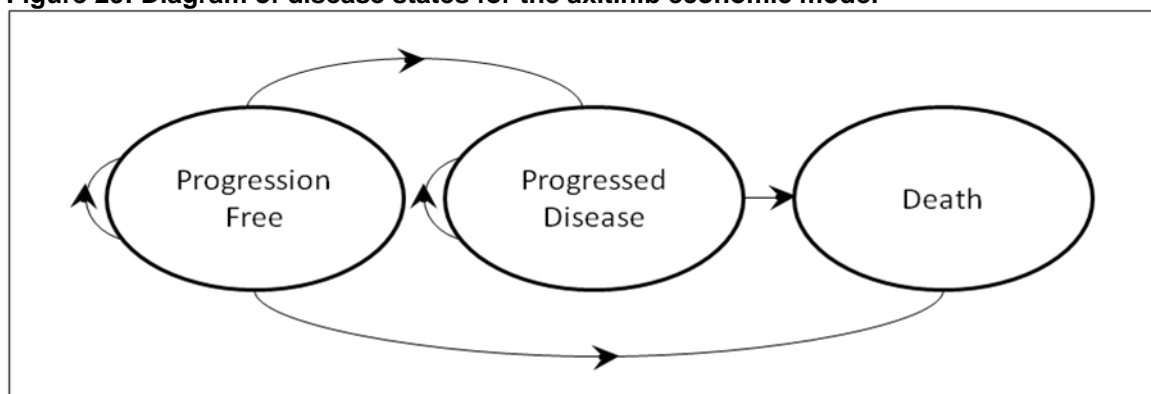 Figure Diagram of disease states for the axitinib economic model
Progression
Free
Progressed
Disease
Death